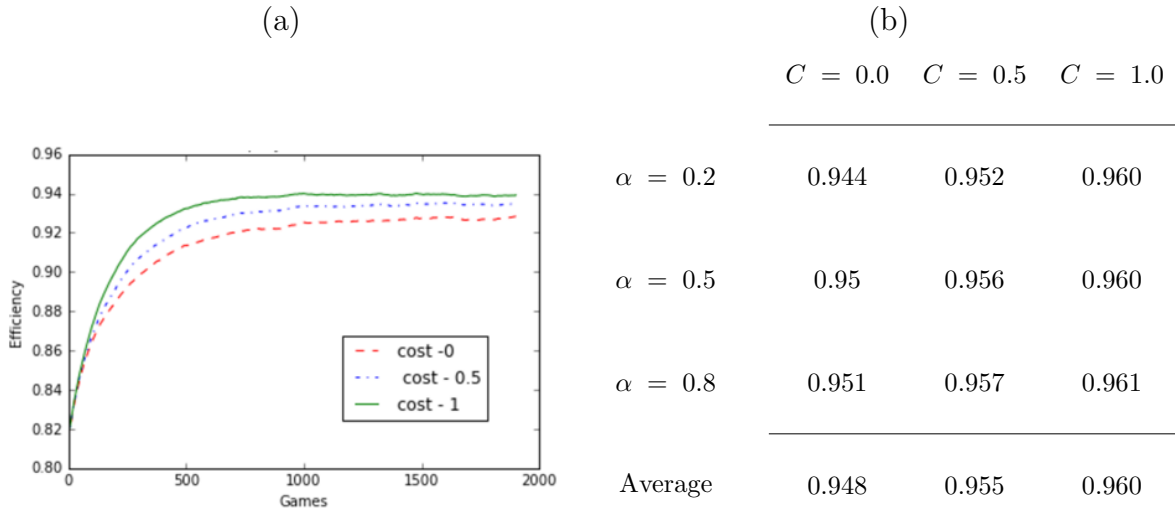 (a)
0.96
0.94
0.92
0.90
0.88
0.86
0.84
0.82
0.80
Efficiency
0 500 1000 1500 2000
Games
cost -0
cost - 0.5
cost - 1
(b)
C = 0.0 C = 0.5 C = 1.0
α = 0.2 0.944 0.952 0.960
α = 0.5 0.95 0.956 0.960
α = 0.8 0.951 0.957 0.961
Average 0.948 0.955 0.960